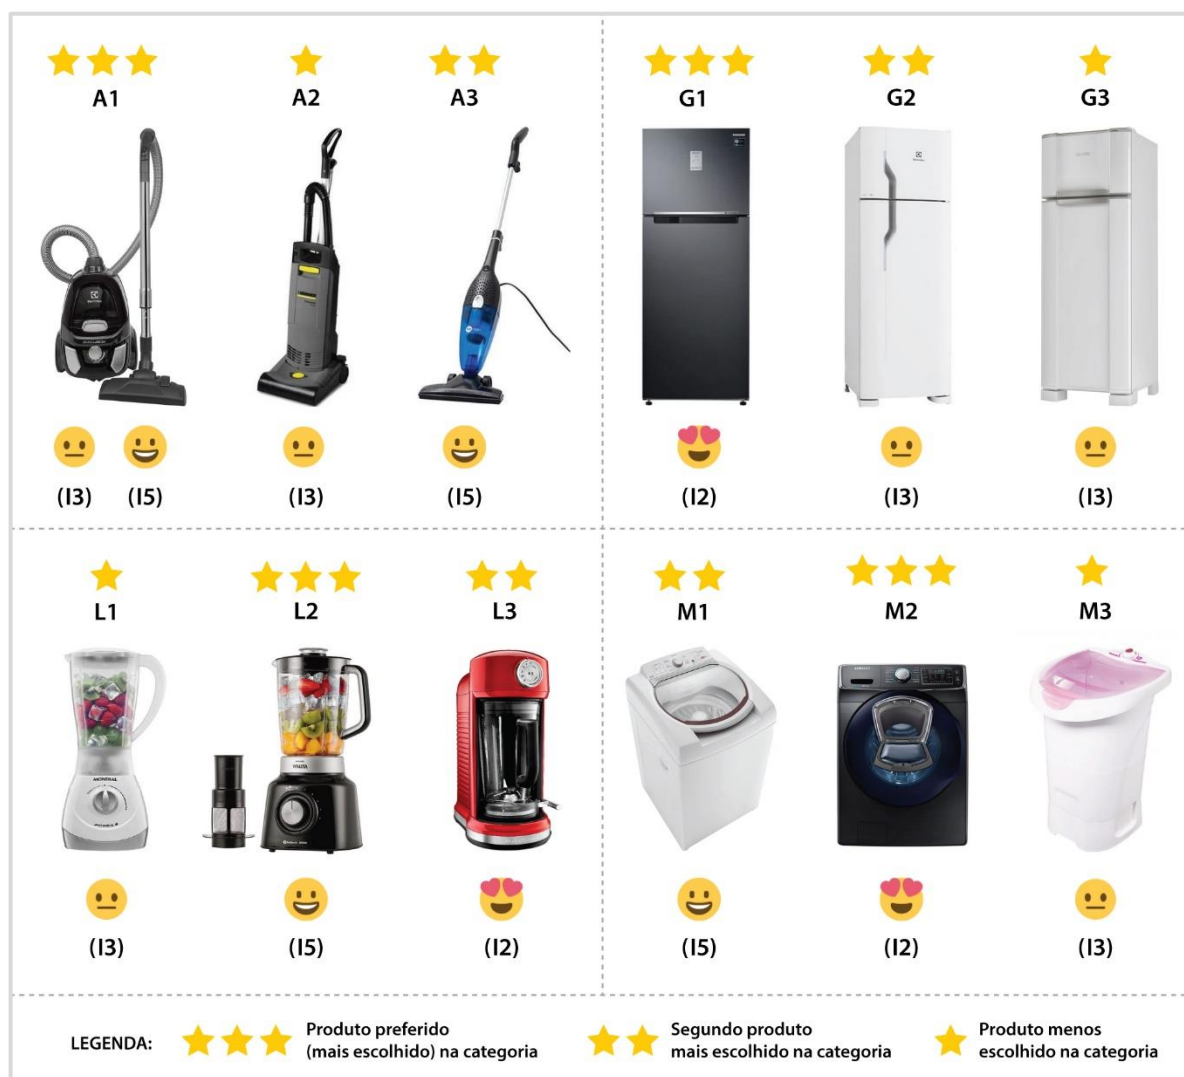 A1
A2
A3
G1
G2
G3
(I3)
(I5)
(I3)
(I5)
(I2)
(I3)
(I3)
L1
L2
L3
M1
M2
M3
MONDIAL
WALITA
(I3)
(I5)
(I2)
(I5)
(I2)
(I3)
LEGENDA:
Produto preferido
(mais escolhido) na categoria
Segundo produto
mais escolhido na categoria
Produto menos
escolhido na categoria